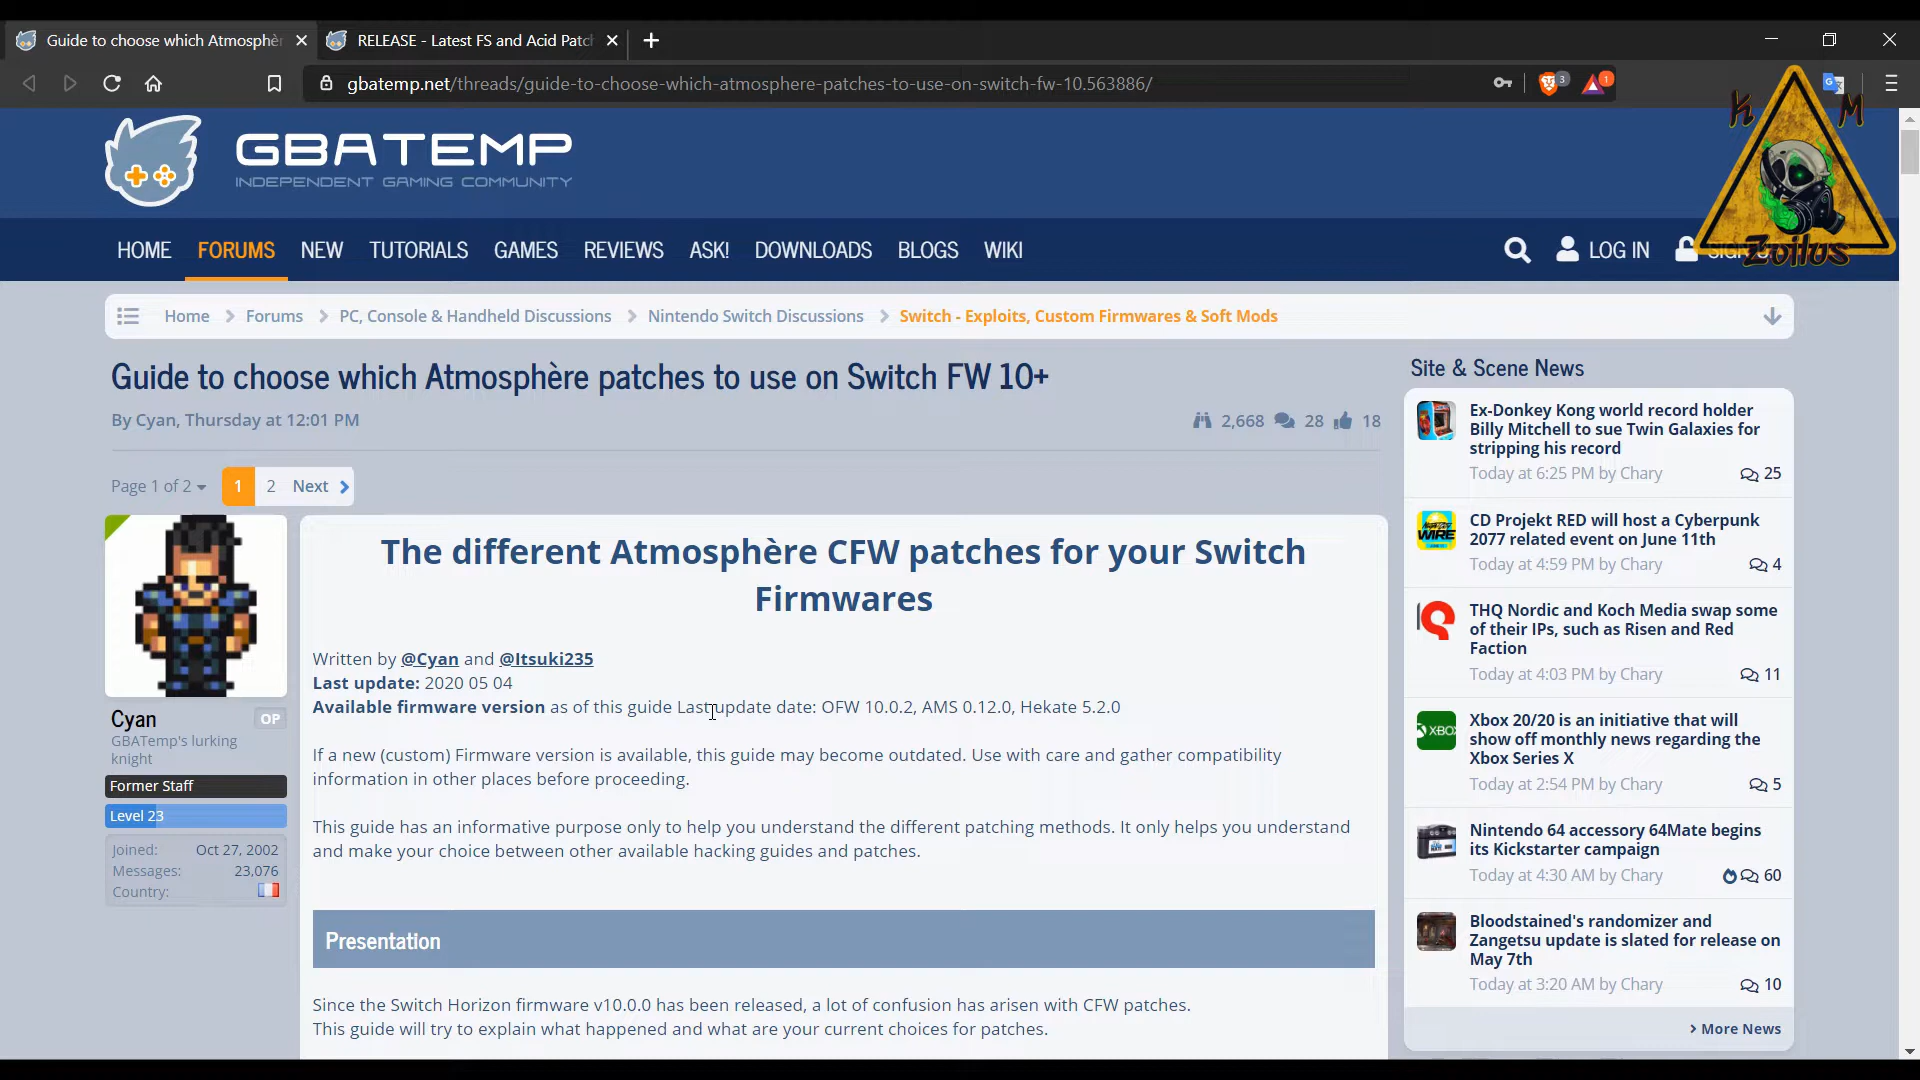 Guide to choose which Atmosphèr
RELEASE - Latest FS and Acid Patc
gbatemp.net/threads/guide-to-choose-which-atmosphere-patches-to-use-on-switch-fw-10.563886/
3
1
K M
Zoilus
GBATEMP
INDEPENDENT GAMING COMMUNITY
HOME FORUMS NEW TUTORIALS GAMES REVIEWS ASK! DOWNLOADS BLOGS WIKI
LOG IN
Home Forums PC, Console & Handheld Discussions Nintendo Switch Discussions Switch - Exploits, Custom Firmwares & Soft Mods
Guide to choose which Atmosphère patches to use on Switch FW 10+
By Cyan, Thursday at 12:01 PM
2,668 28 18
Page 1 of 2 1 2 Next
Cyan OP
GBATemp's lurking
knight
Former Staff
Level 23
Joined: Oct 27, 2002
Messages: 23,076
Country:
The different Atmosphère CFW patches for your Switch
Firmwares
Written by @Cyan and @Itsuki235
Last update: 2020 05 04
Available firmware version as of this guide Last update date: OFW 10.0.2, AMS 0.12.0, Hekate 5.2.0
If a new (custom) Firmware version is available, this guide may become outdated. Use with care and gather compatibility
information in other places before proceeding.
This guide has an informative purpose only to help you understand the different patching methods. It only helps you understand
and make your choice between other available hacking guides and patches.
Presentation
Since the Switch Horizon firmware v10.0.0 has been released, a lot of confusion has arisen with CFW patches.
This guide will try to explain what happened and what are your current choices for patches.
Site & Scene News
Ex-Donkey Kong world record holder
Billy Mitchell to sue Twin Galaxies for
stripping his record
Today at 6:25 PM by Chary 25
WIRE
CD Projekt RED will host a Cyberpunk
2077 related event on June 11th
Today at 4:59 PM by Chary 4
THQ Nordic and Koch Media swap some
of their IPs, such as Risen and Red
Faction
Today at 4:03 PM by Chary 11
XBO
Xbox 20/20 is an initiative that will
show off monthly news regarding the
Xbox Series X
Today at 2:54 PM by Chary 5
Nintendo 64 accessory 64Mate begins
its Kickstarter campaign
Today at 4:30 AM by Chary 60
Bloodstained's randomizer and
Zangetsu update is slated for release on
May 7th
Today at 3:20 AM by Chary 10
More News